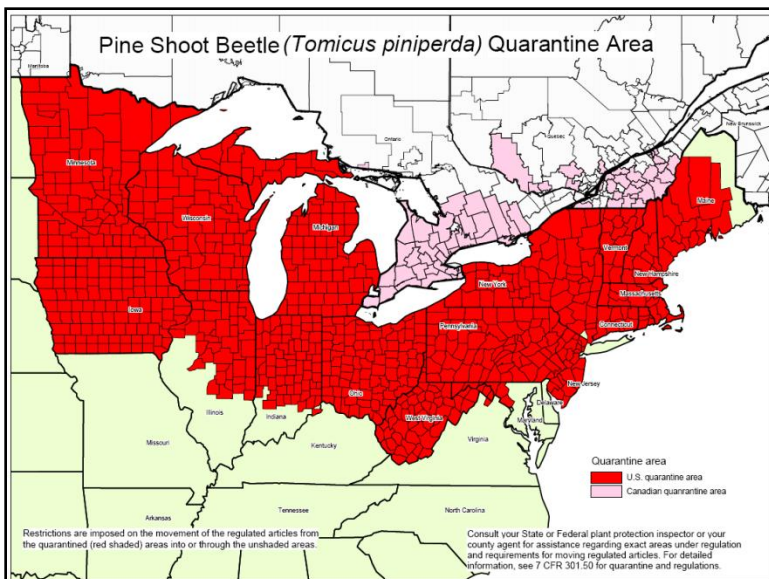 Pine Shoot Beetle (Tomicus piniperda) Quarantine Area
Manitoba
Ontario
Quebec
New Brunswick
Minnesota
Wisconsin
Michigan
Maine
Vermont
New Hampshire
New York
Massachusetts
Iowa
Pennsylvania
Connecticut
Ohio
New Jersey
Illinois
Indiana
West Virginia
Delaware
Maryland
Missouri
Kentucky
Virginia
Arkansas
Tennessee
North Carolina
Quarantine area
U.S. quarantine area
Canadian quanrantine area
Restrictions are imposed on the movement of the regulated articles from
the quarantined (red shaded) areas into or through the unshaded areas.
Consult your State or Federal plant protection inspector or your
county agent for assistance regarding exact areas under regulation
and requirements for moving regulated articles. For detailed
information, see 7 CFR 301.50 for quarantine and regulations.